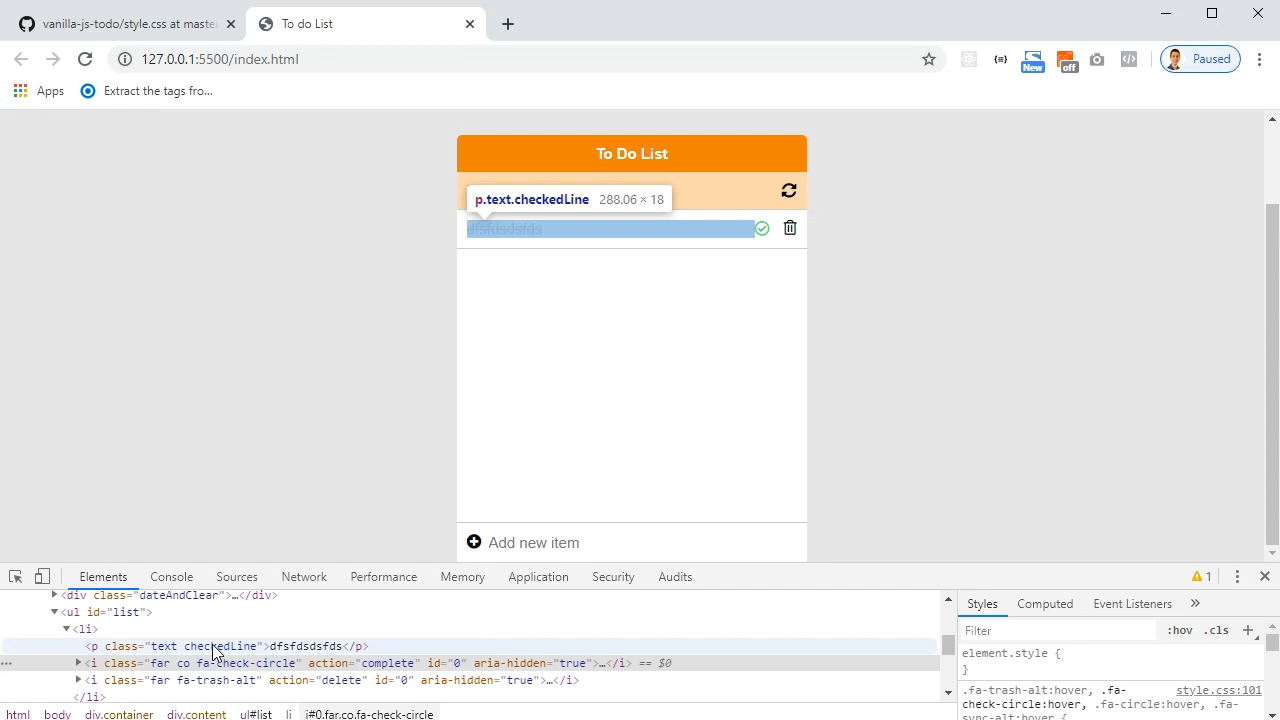 vanilla-js-todo/style.css at maste
To do List
127.0.0.1:5500/index.html
New
off
Paused
Apps
Extract the tags fro...
To Do List
p.text.checkedLine 288.06 × 18
dfsfdsdsfds
Add new item
Elements Console Sources Network Performance Memory Application Security Audits 1
<div class="dateAndClear">…</div>
<ul id="list">
<li>
<p class="text checkedLine">dfsfdsdsfds</p>
<i class="far co fa-check-circle" action="complete" id="0" aria-hidden="true">…</i> == $0
<i class="far fa-trash-alt" action="delete" id="0" aria-hidden="true">…</i>
</li>
html body div.container div.content ul#list li i#0.far.co.fa-check-circle
Styles Computed Event Listeners »
Filter :hov .cls +
element.style {
}
.fa-trash-alt:hover, .fa- style.css:101
check-circle:hover, .fa-circle:hover, .fa-
sync-alt:hover {